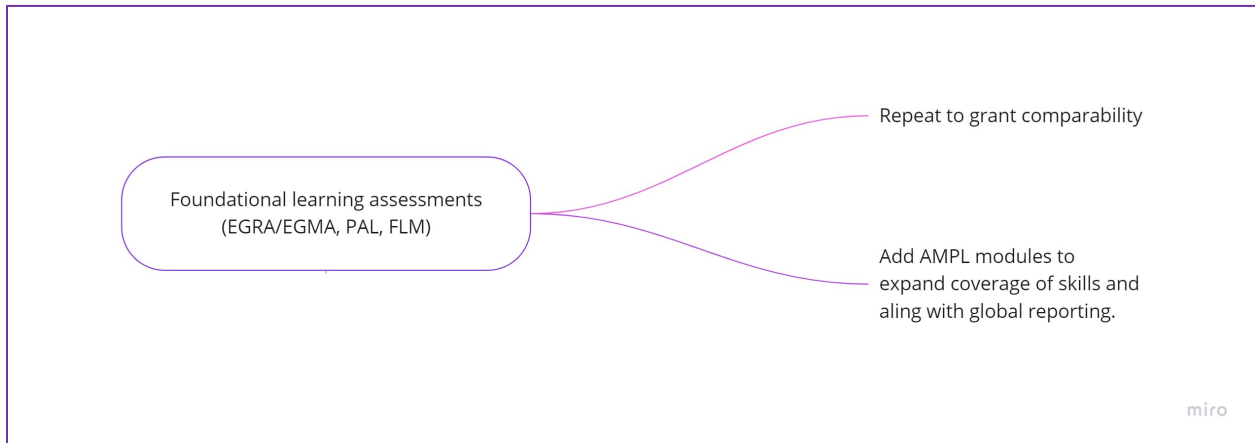 Repeat to grant comparability
Foundational learning assessments
(EGRA/EGMA, PAL, FLM)
Add AMPL modules to
expand coverage of skills and
aling with global reporting.
miro